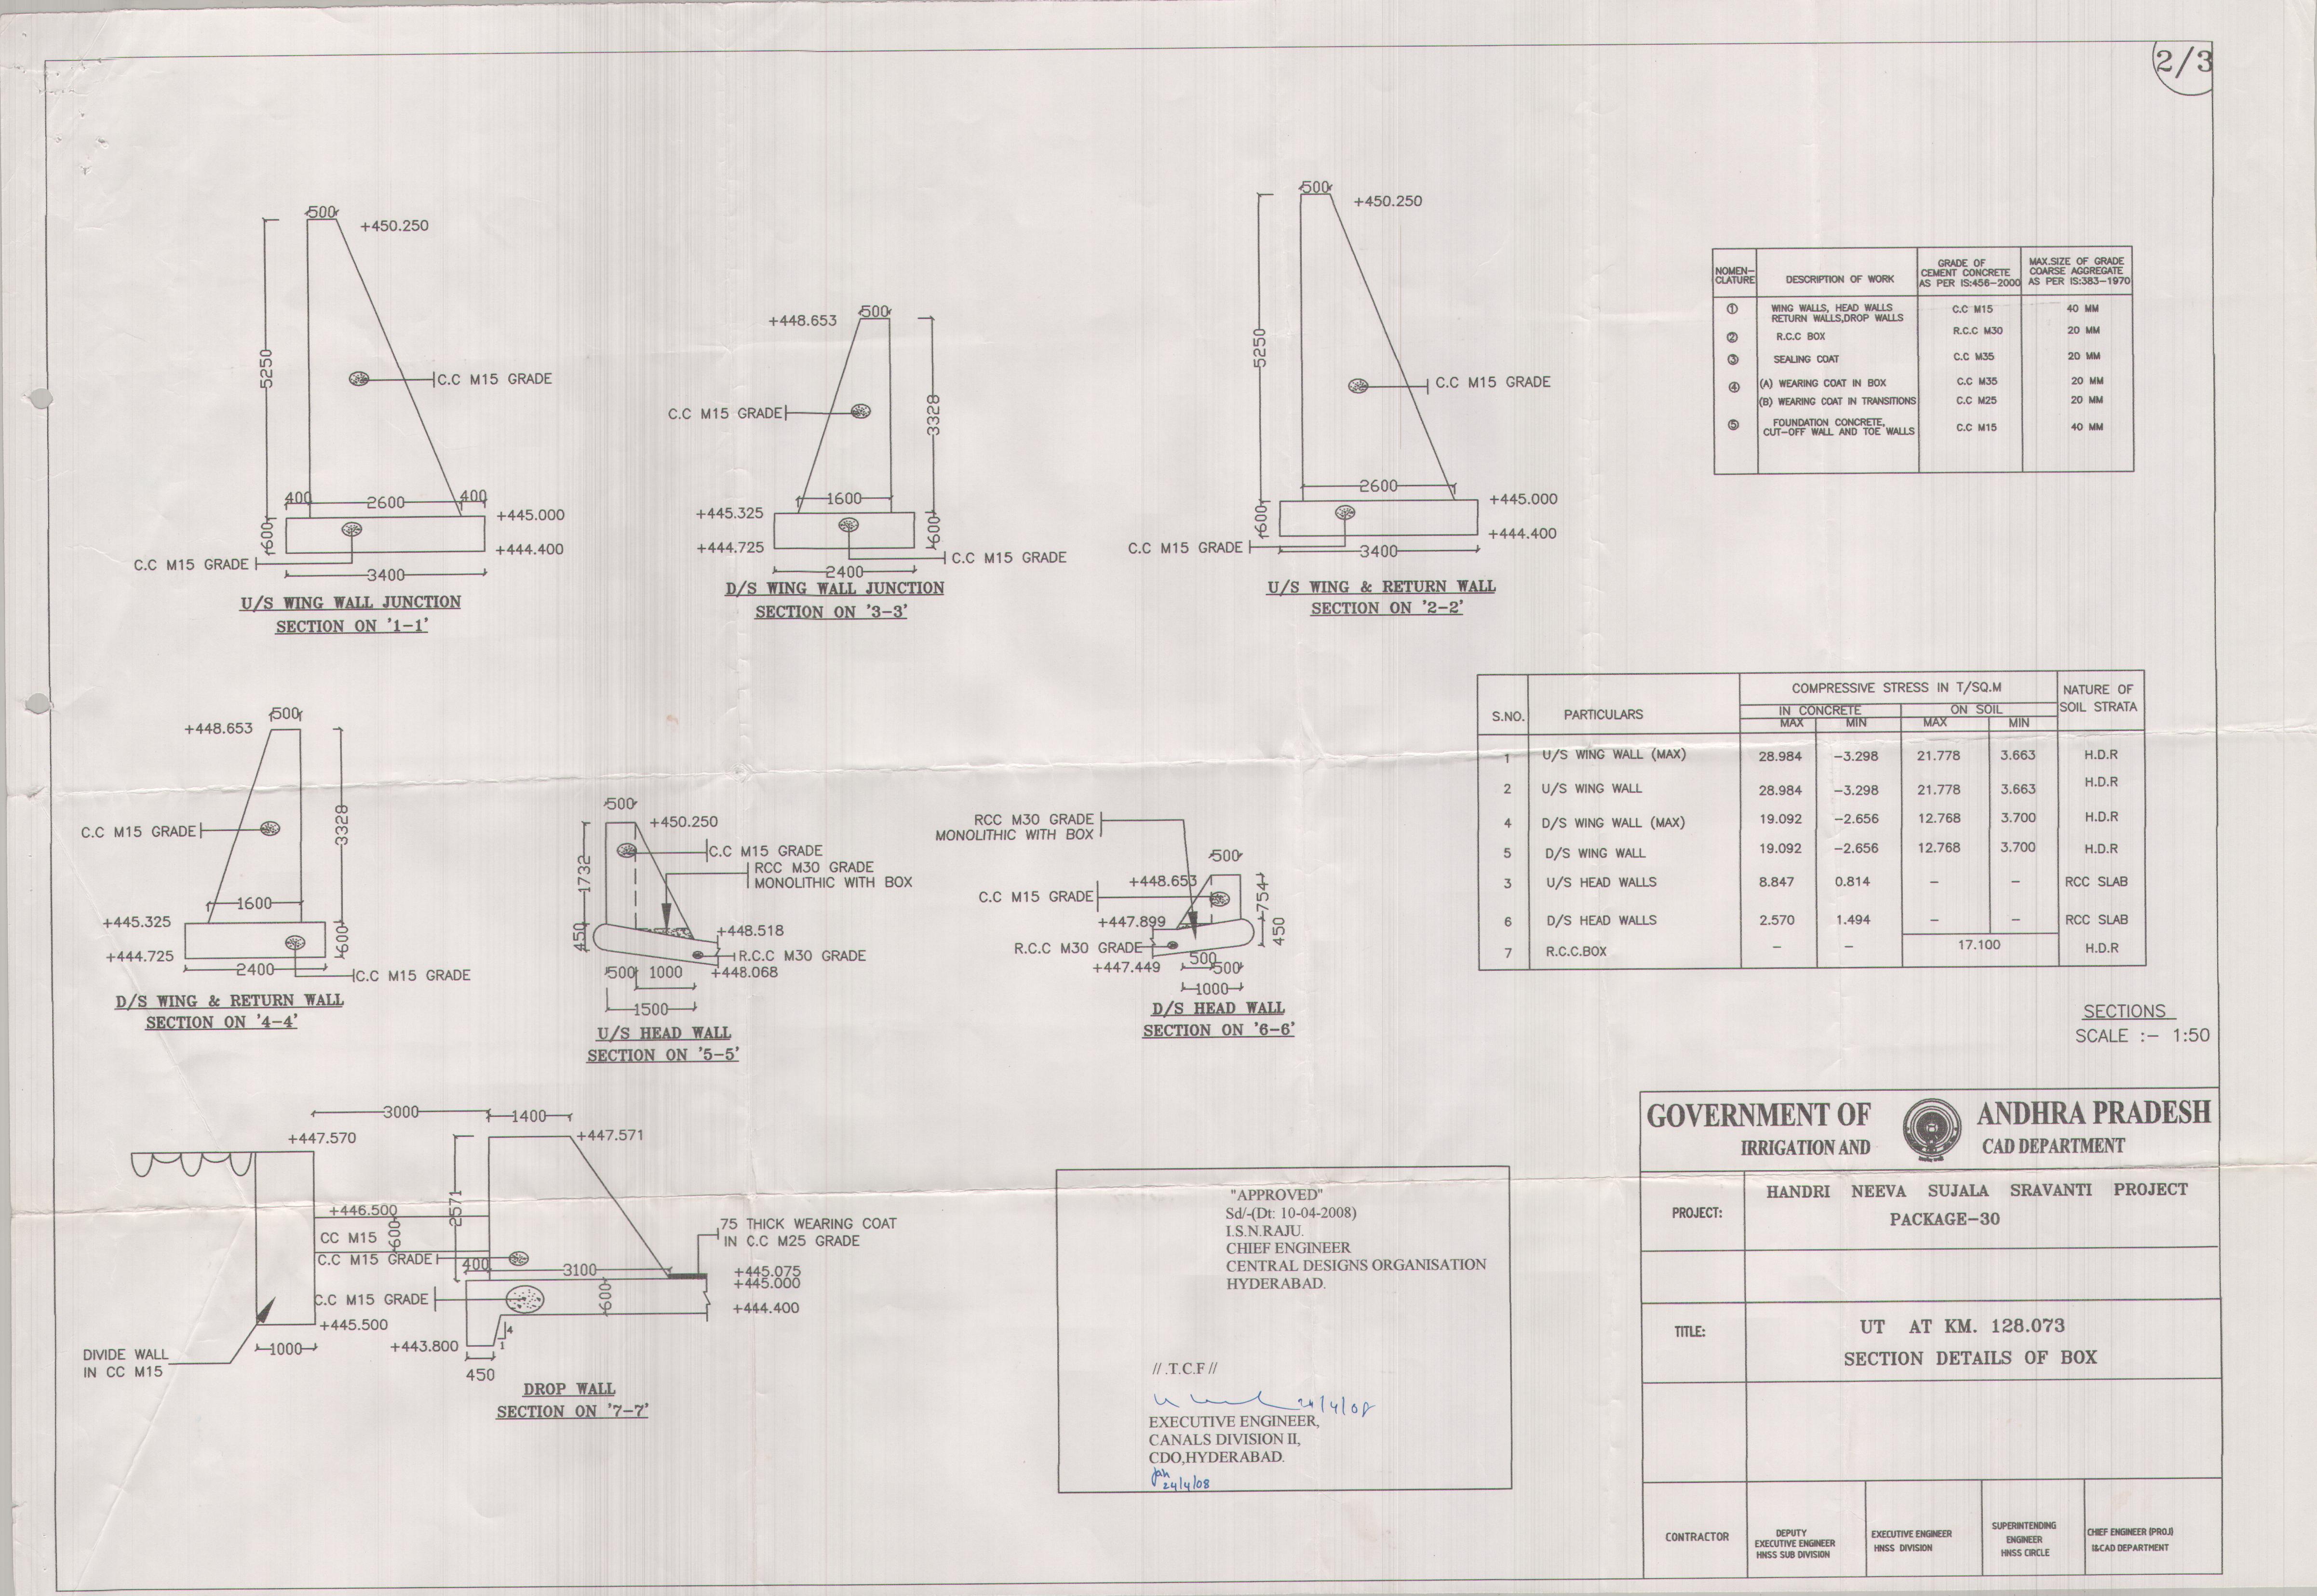 2/3
500
+450.250
5250
C.C M15 GRADE
400
2600
400
+445.000
600
+444.400
C.C M15 GRADE
3400
U/S WING WALL JUNCTION
SECTION ON '1-1'
500
+448.653
C.C M15 GRADE
3328
1600
+445.325
600
+444.725
C.C M15 GRADE
2400
D/S WING WALL JUNCTION
SECTION ON '3-3'
500
+450.250
5250
C.C M15 GRADE
2600
+445.000
600
+444.400
C.C M15 GRADE
3400
U/S WING & RETURN WALL
SECTION ON '2-2'
NOMEN-
CLATURE
DESCRIPTION OF WORK
GRADE OF
CEMENT CONCRETE
AS PER IS:456-2000
MAX.SIZE OF GRADE
COARSE AGGREGATE
AS PER IS:383-1970
1 WING WALLS, HEAD WALLS C.C M15 40 MM
RETURN WALLS,DROP WALLS
2 R.C.C BOX R.C.C M30 20 MM
3 SEALING COAT C.C M35 20 MM
4 (A) WEARING COAT IN BOX C.C M35 20 MM
(B) WEARING COAT IN TRANSITIONS C.C M25 20 MM
5 FOUNDATION CONCRETE, C.C M15 40 MM
CUT-OFF WALL AND TOE WALLS
500
+448.653
C.C M15 GRADE
3328
1600
+445.325
600
+444.725
2400
C.C M15 GRADE
D/S WING & RETURN WALL
SECTION ON '4-4'
500
+450.250
1732
C.C M15 GRADE
RCC M30 GRADE
MONOLITHIC WITH BOX
450
+448.518
R.C.C M30 GRADE
500 1000
+448.068
1500
U/S HEAD WALL
SECTION ON '5-5'
RCC M30 GRADE
MONOLITHIC WITH BOX
500
+448.653
754
C.C M15 GRADE
+447.899
450
R.C.C M30 GRADE
+447.449
500
500
1000
D/S HEAD WALL
SECTION ON '6-6'
S.NO.
PARTICULARS
COMPRESSIVE STRESS IN T/SQ.M
NATURE OF
SOIL STRATA
IN CONCRETE ON SOIL
MAX MIN MAX MIN
1 U/S WING WALL (MAX) 28.984 -3.298 21.778 3.663 H.D.R
2 U/S WING WALL 28.984 -3.298 21.778 3.663 H.D.R
4 D/S WING WALL (MAX) 19.092 -2.656 12.768 3.700 H.D.R
5 D/S WING WALL 19.092 -2.656 12.768 3.700 H.D.R
3 U/S HEAD WALLS 8.847 0.814 - - RCC SLAB
6 D/S HEAD WALLS 2.570 1.494 - - RCC SLAB
7 R.C.C.BOX - - 17.100 H.D.R
SECTIONS
SCALE :- 1:50
3000
1400
+447.570
+447.571
2571
+446.500
600
CC M15
C.C M15 GRADE
400
3100
75 THICK WEARING COAT
IN C.C M25 GRADE
+445.075
+445.000
600
C.C M15 GRADE
+444.400
+445.500
+443.800
4
1
1000
450
DIVIDE WALL
IN CC M15
DROP WALL
SECTION ON '7-7'
"APPROVED"
Sd/-(Dt: 10-04-2008)
I.S.N.RAJU.
CHIEF ENGINEER
CENTRAL DESIGNS ORGANISATION
HYDERABAD.
// .T.C.F //
24/4/08
EXECUTIVE ENGINEER,
CANALS DIVISION II,
CDO,HYDERABAD.
24/4/08
GOVERNMENT OF ANDHRA PRADESH
IRRIGATION AND CAD DEPARTMENT
PROJECT:
HANDRI NEEVA SUJALA SRAVANTI PROJECT
PACKAGE-30
TITLE:
UT AT KM. 128.073
SECTION DETAILS OF BOX
CONTRACTOR
DEPUTY
EXECUTIVE ENGINEER
HNSS SUB DIVISION
EXECUTIVE ENGINEER
HNSS DIVISION
SUPERINTENDING
ENGINEER
HNSS CIRCLE
CHIEF ENGINEER (PROJ)
I&CAD DEPARTMENT